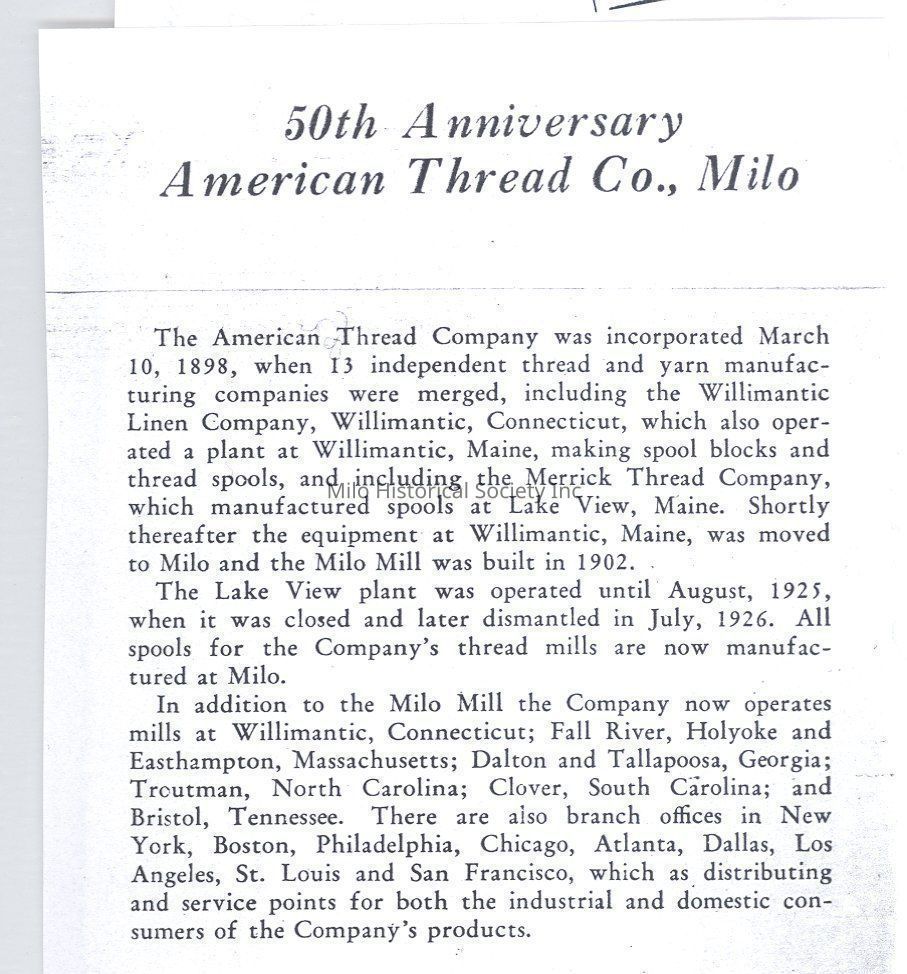 50th Anniversary
American Thread Co., Milo
The American Thread Company was incorporated March
10, 1898, when 13 independent thread and yarn manufac-
turing companies were merged, including the Willimantic
Linen Company, Willimantic, Connecticut, which also oper-
ated a plant at Willimantic, Maine, making spool blocks and
thread spools, and including the Merrick Thread Company,
Milo Historical Society Inc
which manufactured spools at Lake View, Maine. Shortly
thereafter the equipment at Willimantic, Maine, was moved
to Milo and the Milo Mill was built in 1902.
The Lake View plant was operated until August, 1925,
when it was closed and later dismantled in July, 1926. All
spools for the Company's thread mills are now manufac-
tured at Milo.
In addition to the Milo Mill the Company now operates
mills at Willimantic, Connecticut; Fall River, Holyoke and
Easthampton, Massachusetts; Dalton and Tallapoosa, Georgia;
Troutman, North Carolina; Clover, South Carolina; and
Bristol, Tennessee. There are also branch offices in New
York, Boston, Philadelphia, Chicago, Atlanta, Dallas, Los
Angeles, St. Louis and San Francisco, which as distributing
and service points for both the industrial and domestic con-
sumers of the Company's products.